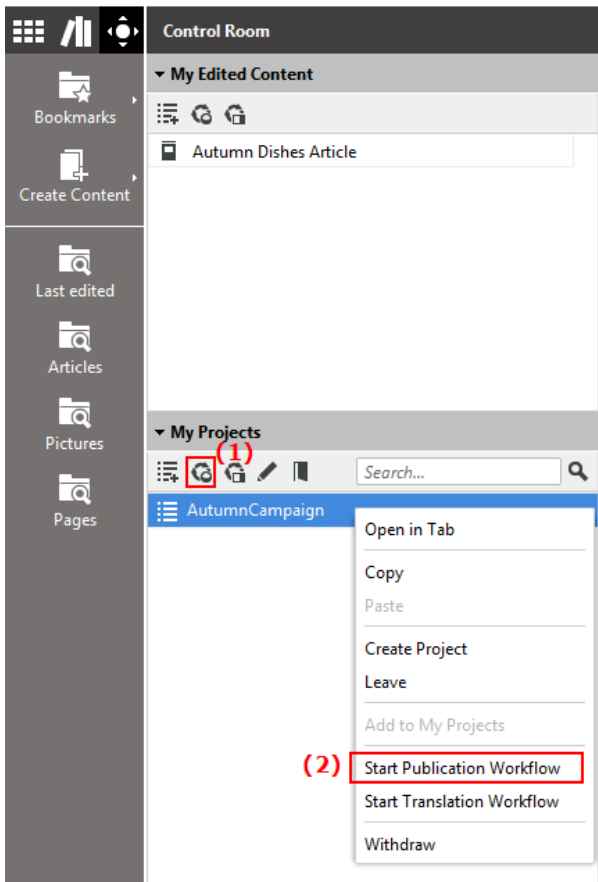 Control Room
My Edited Content
Bookmarks
Autumn Dishes Article
Create Content
Last edited
Articles
Pictures
Pages
My Projects
(1)
Search...
AutumnCampaign
Open in Tab
Copy
Paste
Create Project
Leave
Add to My Projects
(2)
Start Publication Workflow
Start Translation Workflow
Withdraw